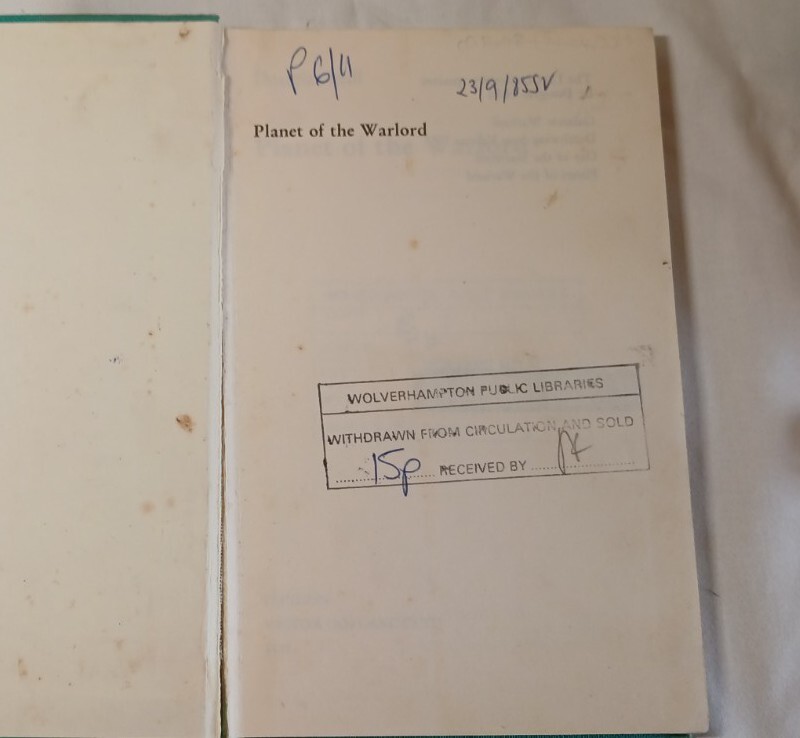 P 6/11
23/9/85SV
Planet of the Warlord
WOLVERHAMPTON PUBLIC LIBRARIES
WITHDRAWN FROM CIRCULATION AND SOLD
15p RECEIVED BY